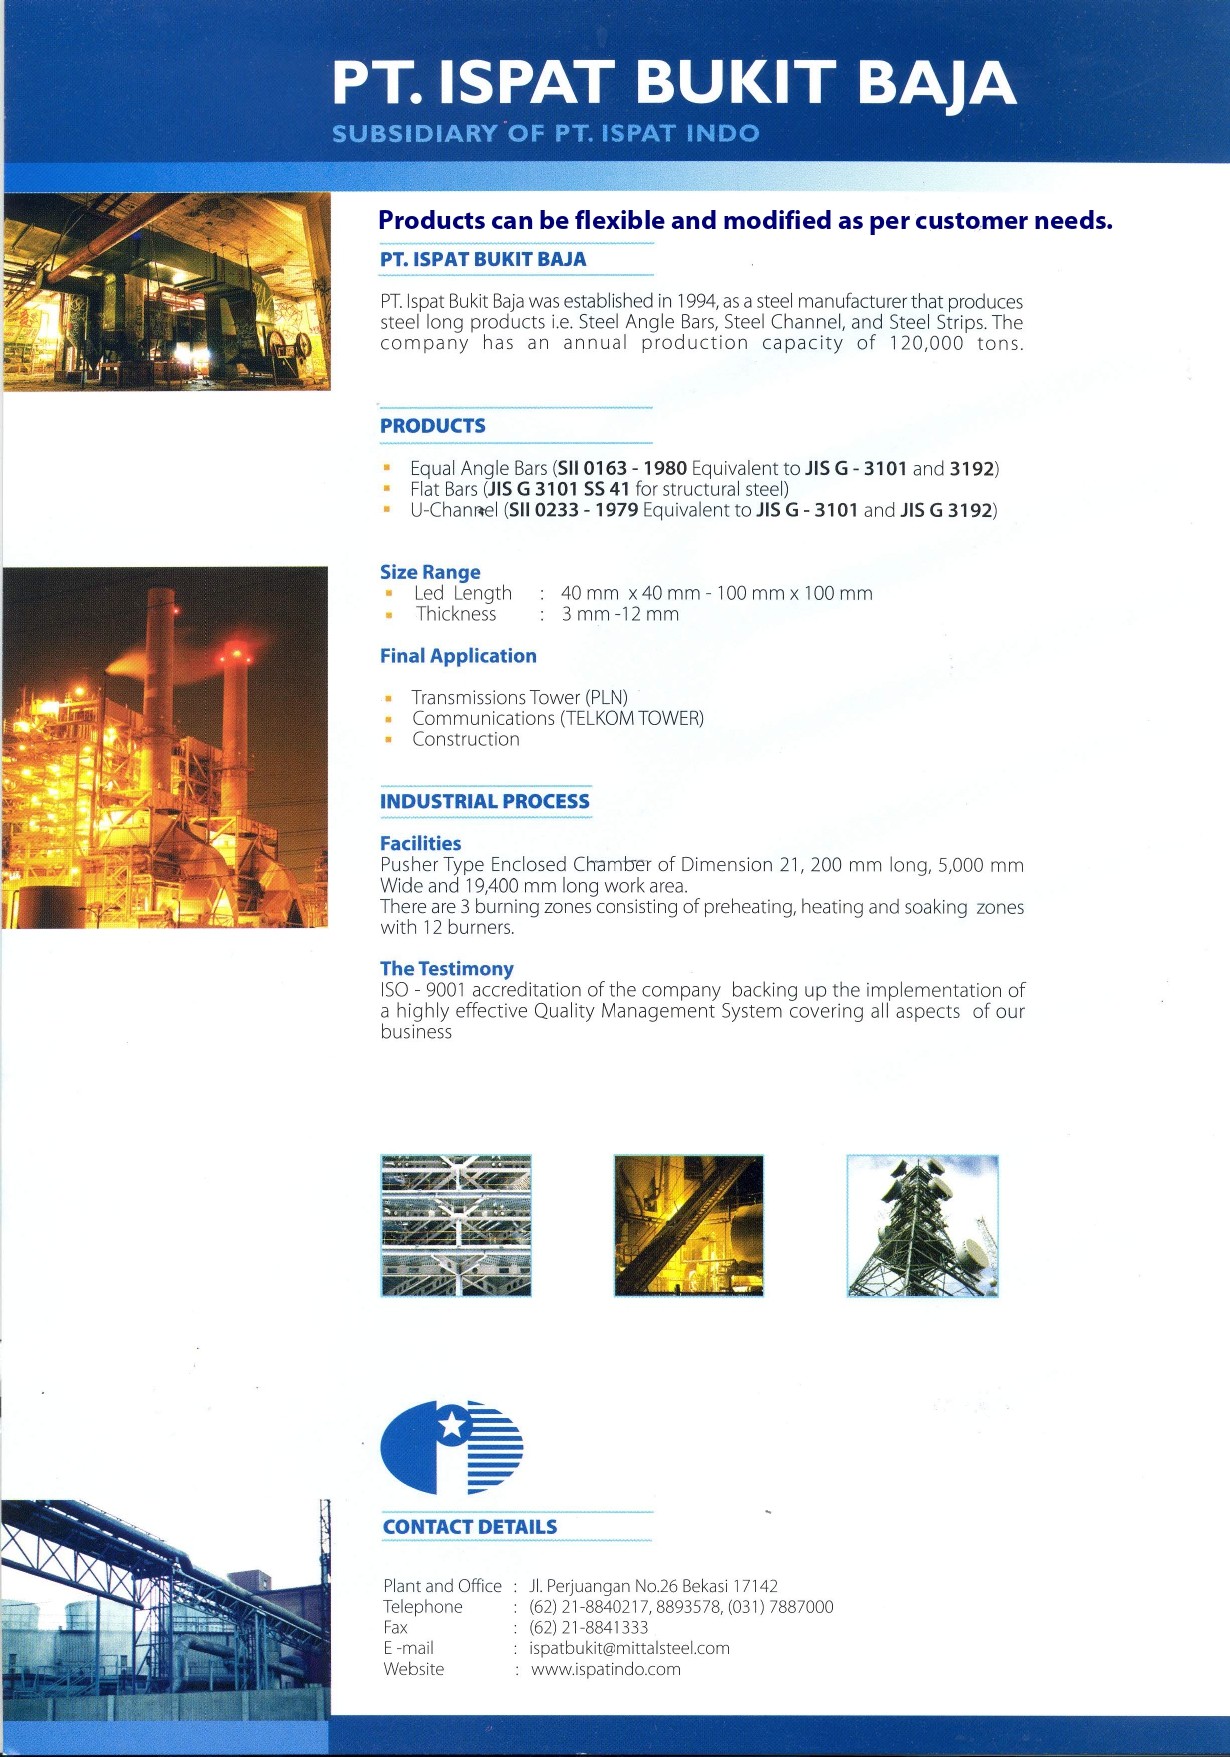 PT. ISPAT BUKIT BAJA
SUBSIDIARY OF PT. ISPAT INDO
Products can be flexible and modified as per customer needs.
PT. ISPAT BUKIT BAJA
PT. Ispat Bukit Baja was established in 1994, as a steel manufacturer that produces
steel long products i.e. Steel Angle Bars, Steel Channel, and Steel Strips. The
company has an annual production capacity of 120,000 tons.
PRODUCTS
▪ Equal Angle Bars (SII 0163 - 1980 Equivalent to JIS G - 3101 and 3192)
▪ Flat Bars (JIS G 3101 SS 41 for structural steel)
▪ U-Channel (SII 0233 - 1979 Equivalent to JIS G - 3101 and JIS G 3192)
Size Range
▪ Led Length : 40 mm x 40 mm - 100 mm x 100 mm
▪ Thickness : 3 mm -12 mm
Final Application
▪ Transmissions Tower (PLN)
▪ Communications (TELKOM TOWER)
▪ Construction
INDUSTRIAL PROCESS
Facilities
Pusher Type Enclosed Chamber of Dimension 21, 200 mm long, 5,000 mm
Wide and 19,400 mm long work area.
There are 3 burning zones consisting of preheating, heating and soaking zones
with 12 burners.
The Testimony
ISO - 9001 accreditation of the company backing up the implementation of
a highly effective Quality Management System covering all aspects of our
business
CONTACT DETAILS
Plant and Office : Jl. Perjuangan No.26 Bekasi 17142
Telephone : (62) 21-8840217, 8893578, (031) 7887000
Fax : (62) 21-8841333
E -mail : ispatbukit@mittalsteel.com
Website : www.ispatindo.com